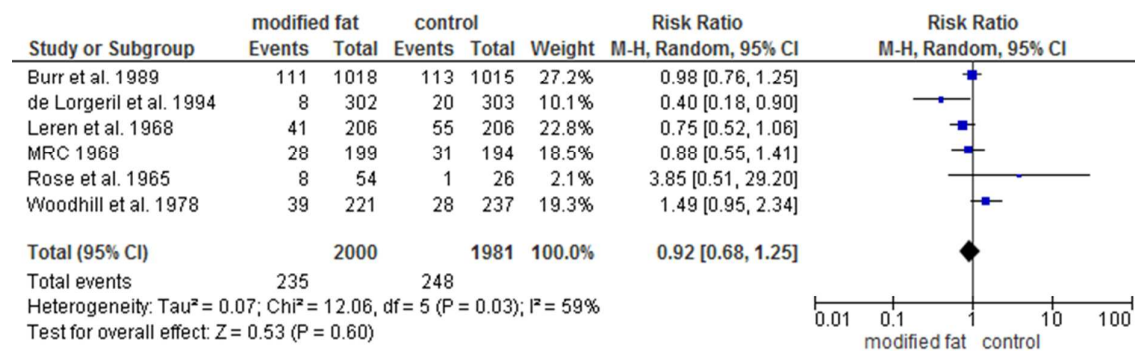 modified fat control Risk Ratio Risk Ratio
Study or Subgroup Events Total Events Total Weight M-H, Random, 95% CI M-H, Random, 95% CI
Burr et al. 1989 111 1018 113 1015 27.2% 0.98 [0.76, 1.25]
de Lorgeril et al. 1994 8 302 20 303 10.1% 0.40 [0.18, 0.90]
Leren et al. 1968 41 206 55 206 22.8% 0.75 [0.52, 1.06]
MRC 1968 28 199 31 194 18.5% 0.88 [0.55, 1.41]
Rose et al. 1965 8 54 1 26 2.1% 3.85 [0.51, 29.20]
Woodhill et al. 1978 39 221 28 237 19.3% 1.49 [0.95, 2.34]
Total (95% CI) 2000 1981 100.0% 0.92 [0.68, 1.25]
Total events 235 248
Heterogeneity: Tau² = 0.07; Chi² = 12.06, df = 5 (P = 0.03); I² = 59%
Test for overall effect: Z = 0.53 (P = 0.60)
0.01 0.1 1 10 100
modified fat control